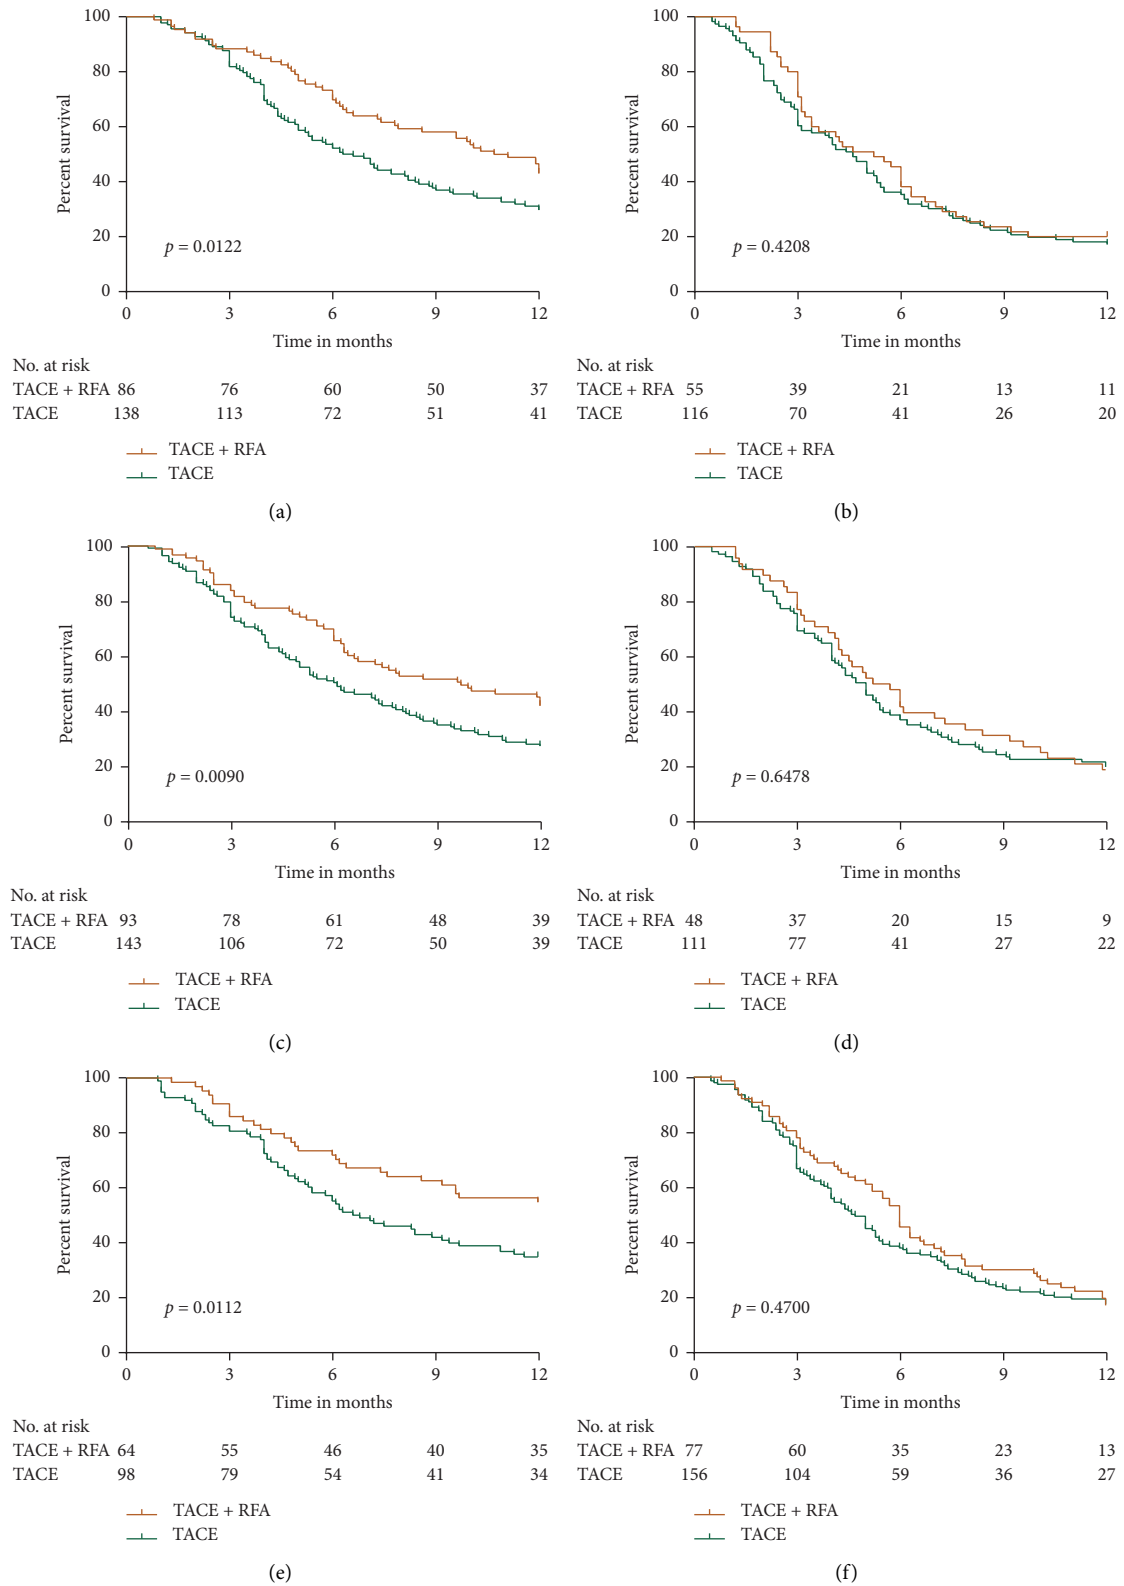 100
80
60
40
20
0
Percent survival
p = 0.0122
0 3 6 9 12
Time in months
No. at risk
TACE + RFA 86 76 60 50 37
TACE 138 113 72 51 41
TACE + RFA
TACE
(a)
100
80
60
40
20
0
Percent survival
p = 0.4208
0 3 6 9 12
Time in months
No. at risk
TACE + RFA 55 39 21 13 11
TACE 116 70 41 26 20
TACE + RFA
TACE
(b)
100
80
60
40
20
0
Percent survival
p = 0.0090
0 3 6 9 12
Time in months
No. at risk
TACE + RFA 93 78 61 48 39
TACE 143 106 72 50 39
TACE + RFA
TACE
(c)
100
80
60
40
20
0
Percent survival
p = 0.6478
0 3 6 9 12
Time in months
No. at risk
TACE + RFA 48 37 20 15 9
TACE 111 77 41 27 22
TACE + RFA
TACE
(d)
100
80
60
40
20
0
Percent survival
p = 0.0112
0 3 6 9 12
Time in months
No. at risk
TACE + RFA 64 55 46 40 35
TACE 98 79 54 41 34
TACE + RFA
TACE
(e)
100
80
60
40
20
0
Percent survival
p = 0.4700
0 3 6 9 12
Time in months
No. at risk
TACE + RFA 77 60 35 23 13
TACE 156 104 59 36 27
TACE + RFA
TACE
(f)